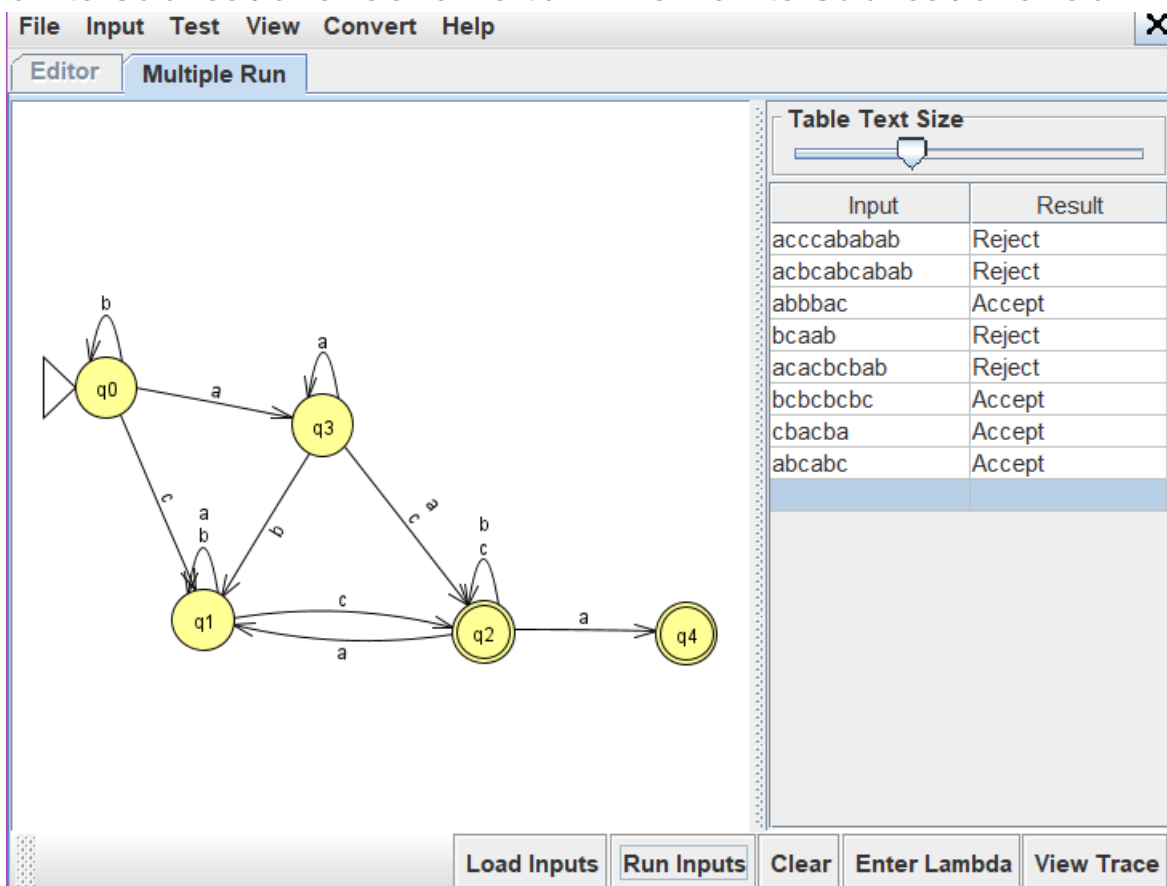 File Input Test View Convert Help
Editor Multiple Run
Table Text Size
Input Result
acccababab Reject
acbcabcabab Reject
abbbac Accept
bcaab Reject
acacbcbab Reject
bcbcbcbc Accept
cbacba Accept
abcabc Accept
b
a
q0
a
q3
c
a
b
b
a
c
b
c
c
q1
q2
a
q4
a
Load Inputs Run Inputs Clear Enter Lambda View Trace